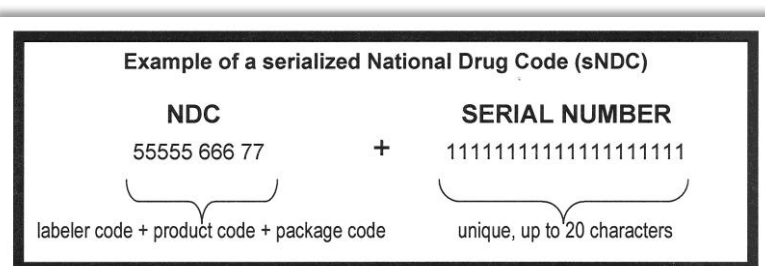 Example of a serialized National Drug Code (sNDC)
NDC SERIAL NUMBER
55555 666 77 + 11111111111111111111
labeler code + product code + package code unique, up to 20 characters